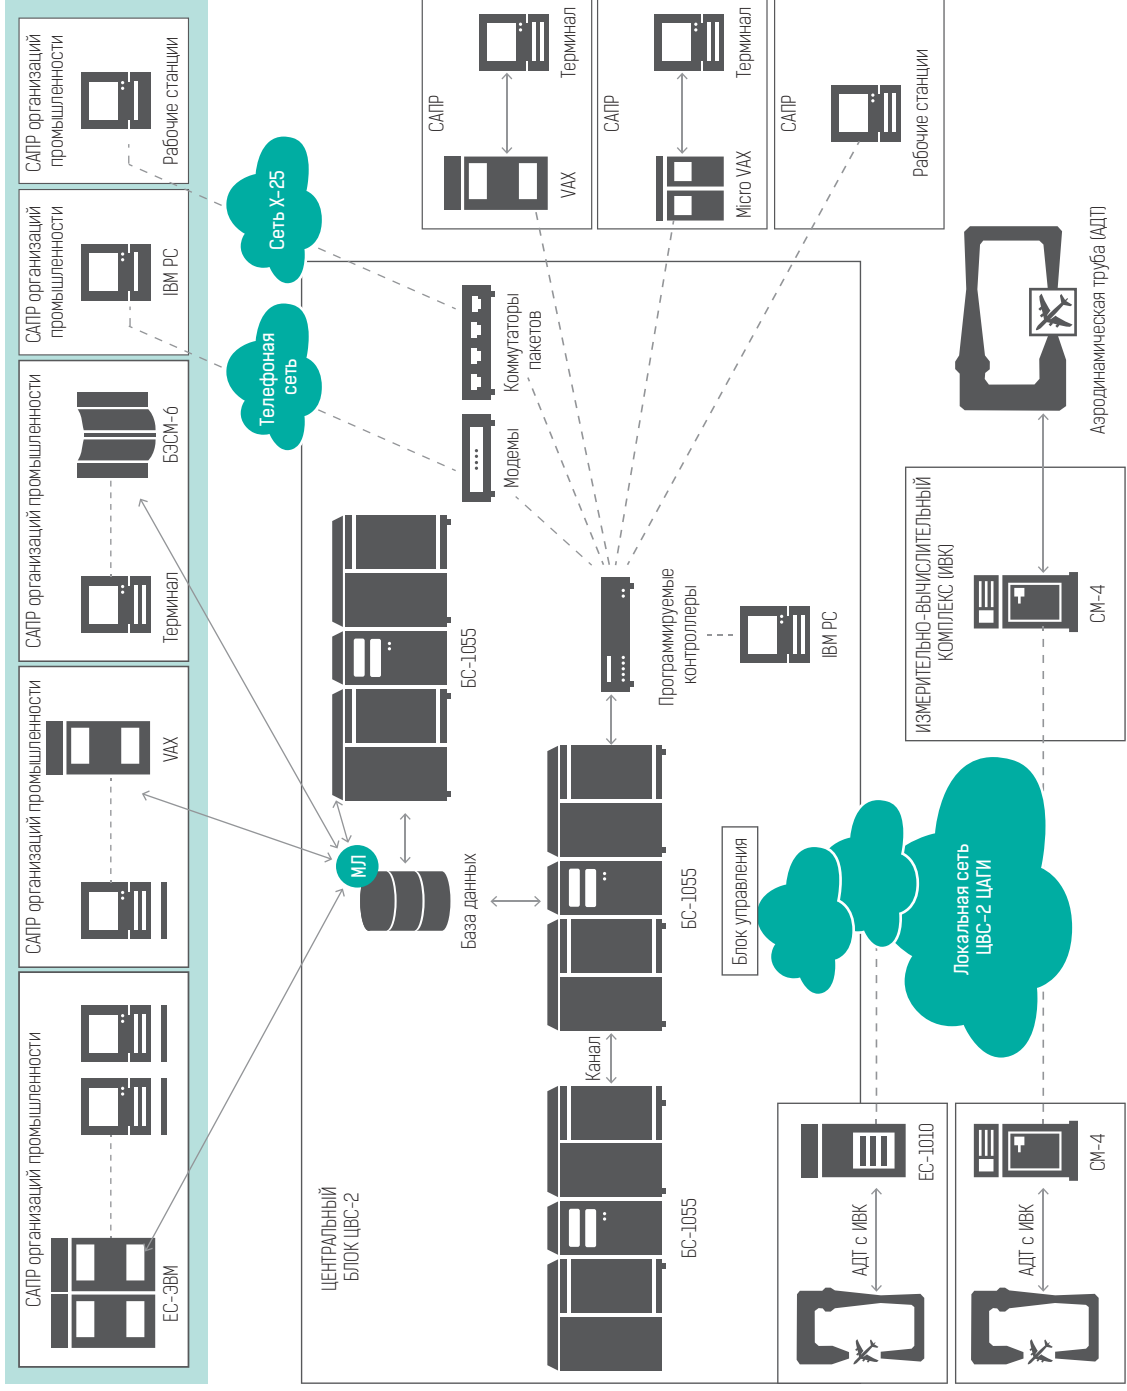 САПР организаций промышленности
ЕС-ЭВМ
САПР организаций промышленности
VAX
САПР организаций промышленности
Терминал
БЭСМ-6
САПР организаций
промышленности
IBM PC
САПР организаций
промышленности
Рабочие станции
Телефоная
сеть
Сеть X-25
ЦЕНТРАЛЬНЫЙ
БЛОК ЦВС-2
МЛ
База данных
БС-1055
Модемы
Коммутаторы
пакетов
САПР
VAX
Терминал
САПР
Micro VAX
Терминал
САПР
Рабочие станции
БС-1055
Канал
БС-1055
Программируемые
контроллеры
IBM PC
Блок управления
Локальная сеть
ЦВС-2 ЦАГИ
АДТ с ИВК
ЕС-1010
АДТ с ИВК
СМ-4
ИЗМЕРИТЕЛЬНО-ВЫЧИСЛИТЕЛЬНЫЙ
КОМПЛЕКС (ИВК)
СМ-4
Аэродинамическая труба (АДТ)